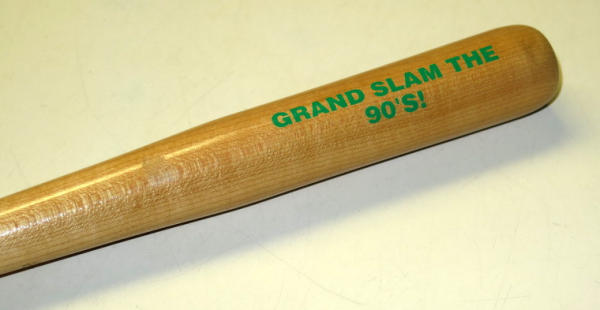 GRAND SLAM THE
90'S!